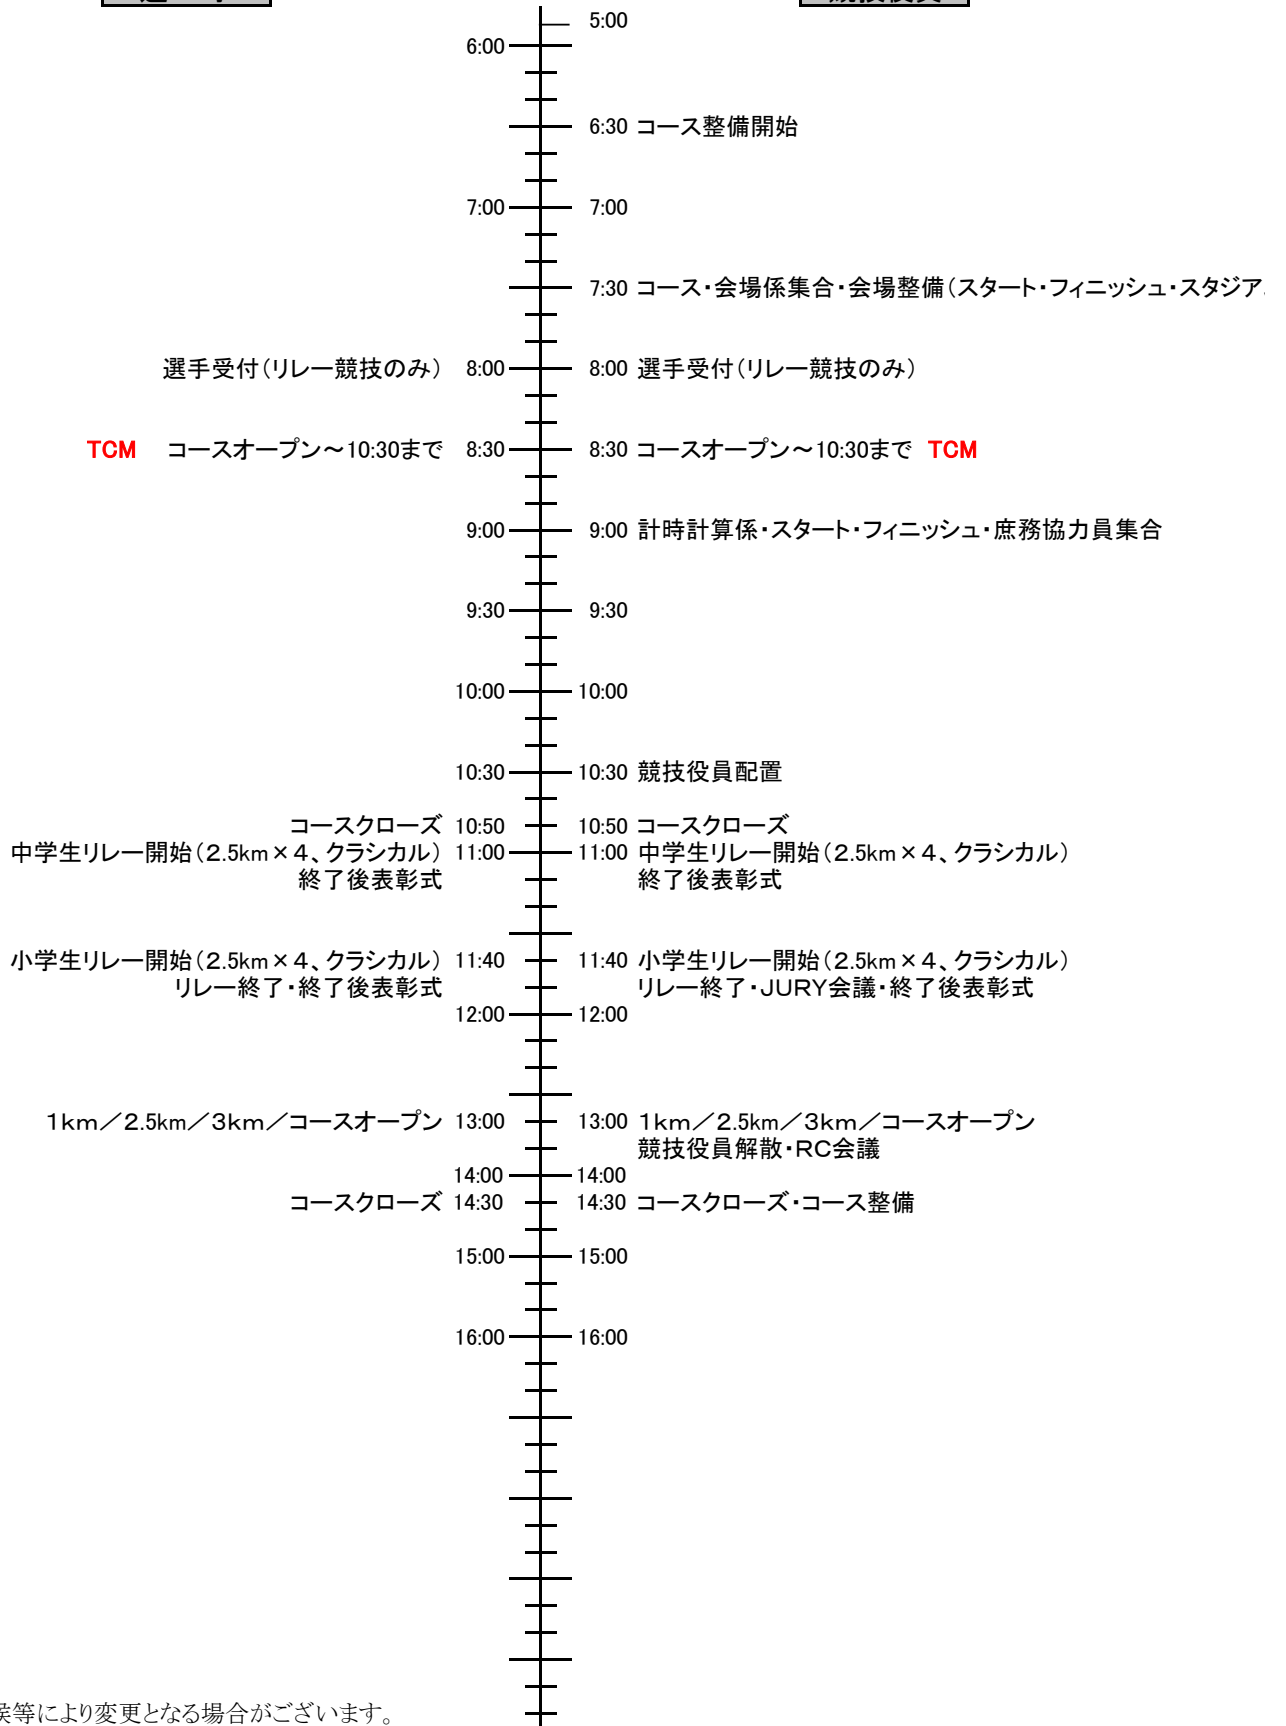 5:00
6:00
6:30 コース整備開始
7:00 7:00
7:30 コース・会場係集合・会場整備（スタート・フィニッシュ・スタジア
選手受付（リレー競技のみ） 8:00 8:00 選手受付（リレー競技のみ）
TCM コースオープン～10:30まで 8:30 8:30 コースオープン～10:30まで TCM
9:00 9:00 計時計算係・スタート・フィニッシュ・庶務協力員集合
9:30 9:30
10:00 10:00
10:30 10:30 競技役員配置
コースクローズ 10:50 10:50 コースクローズ
中学生リレー開始（2.5km×4、クラシカル） 11:00 11:00 中学生リレー開始（2.5km×4、クラシカル）
終了後表彰式 終了後表彰式
小学生リレー開始（2.5km×4、クラシカル） 11:40 11:40 小学生リレー開始（2.5km×4、クラシカル）
リレー終了・終了後表彰式 リレー終了・JURY会議・終了後表彰式
12:00 12:00
1km／2.5km／3km／コースオープン 13:00 13:00 1km／2.5km／3km／コースオープン
競技役員解散・RC会議
14:00 14:00
コースクローズ 14:30 14:30 コースクローズ・コース整備
15:00 15:00
16:00 16:00
等により変更となる場合がございます。